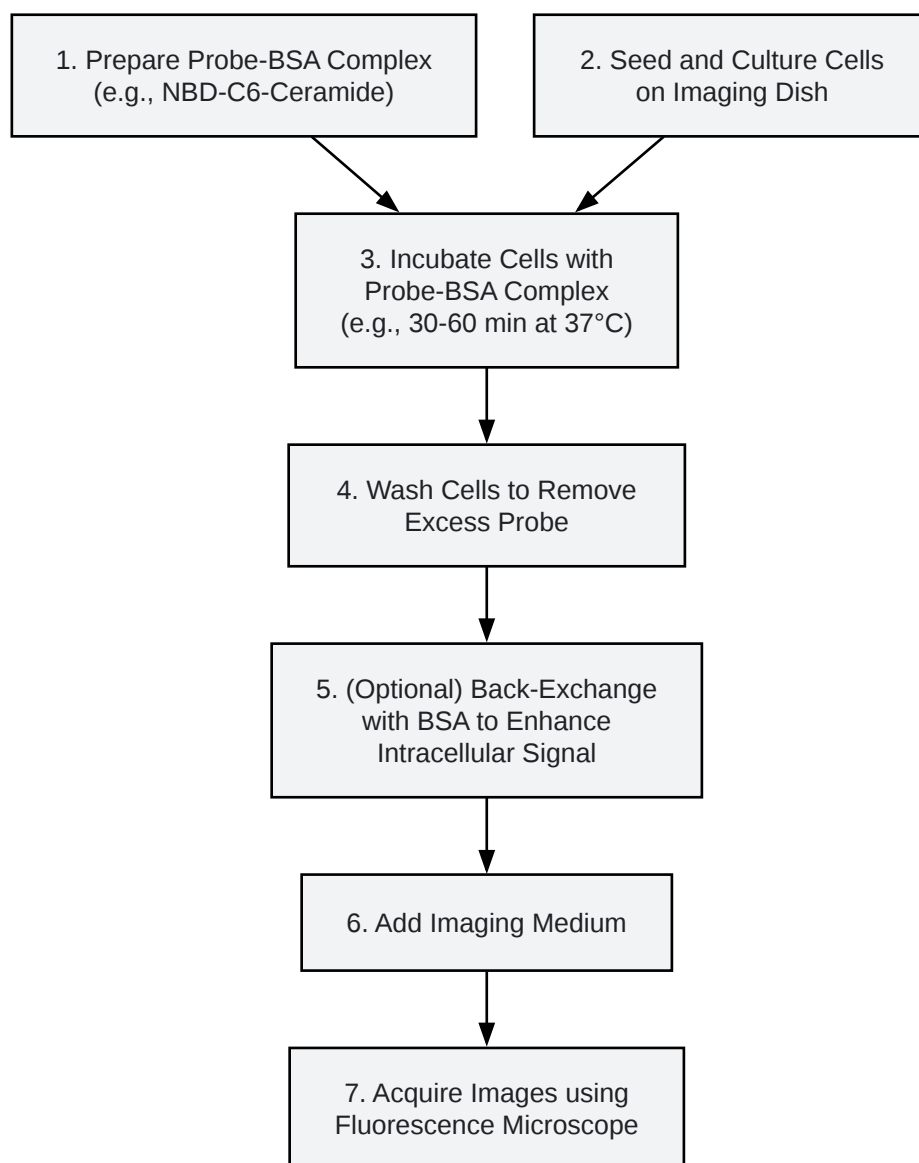 1. Prepare Probe-BSA Complex
(e.g., NBD-C6-Ceramide)
2. Seed and Culture Cells
on Imaging Dish
3. Incubate Cells with
Probe-BSA Complex
(e.g., 30-60 min at 37°C)
4. Wash Cells to Remove
Excess Probe
5. (Optional) Back-Exchange
with BSA to Enhance
Intracellular Signal
6. Add Imaging Medium
7. Acquire Images using
Fluorescence Microscope